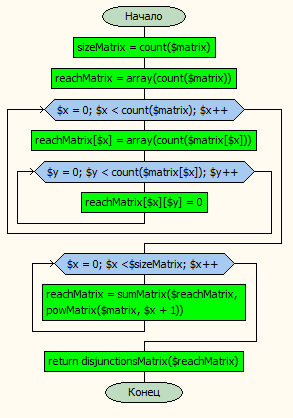 Начало
sizeMatrix = count($matrix)
reachMatrix = array(count($matrix))
$x = 0; $x < count($matrix); $x++
reachMatrix[$x] = array(count($matrix[$x]))
$y = 0; $y < count($matrix[$x]); $y++
reachMatrix[$x][$y] = 0
$x = 0; $x <$sizeMatrix; $x++
reachMatrix = sumMatrix($reachMatrix,
powMatrix($matrix, $x + 1))
return disjunctionsMatrix($reachMatrix)
Конец